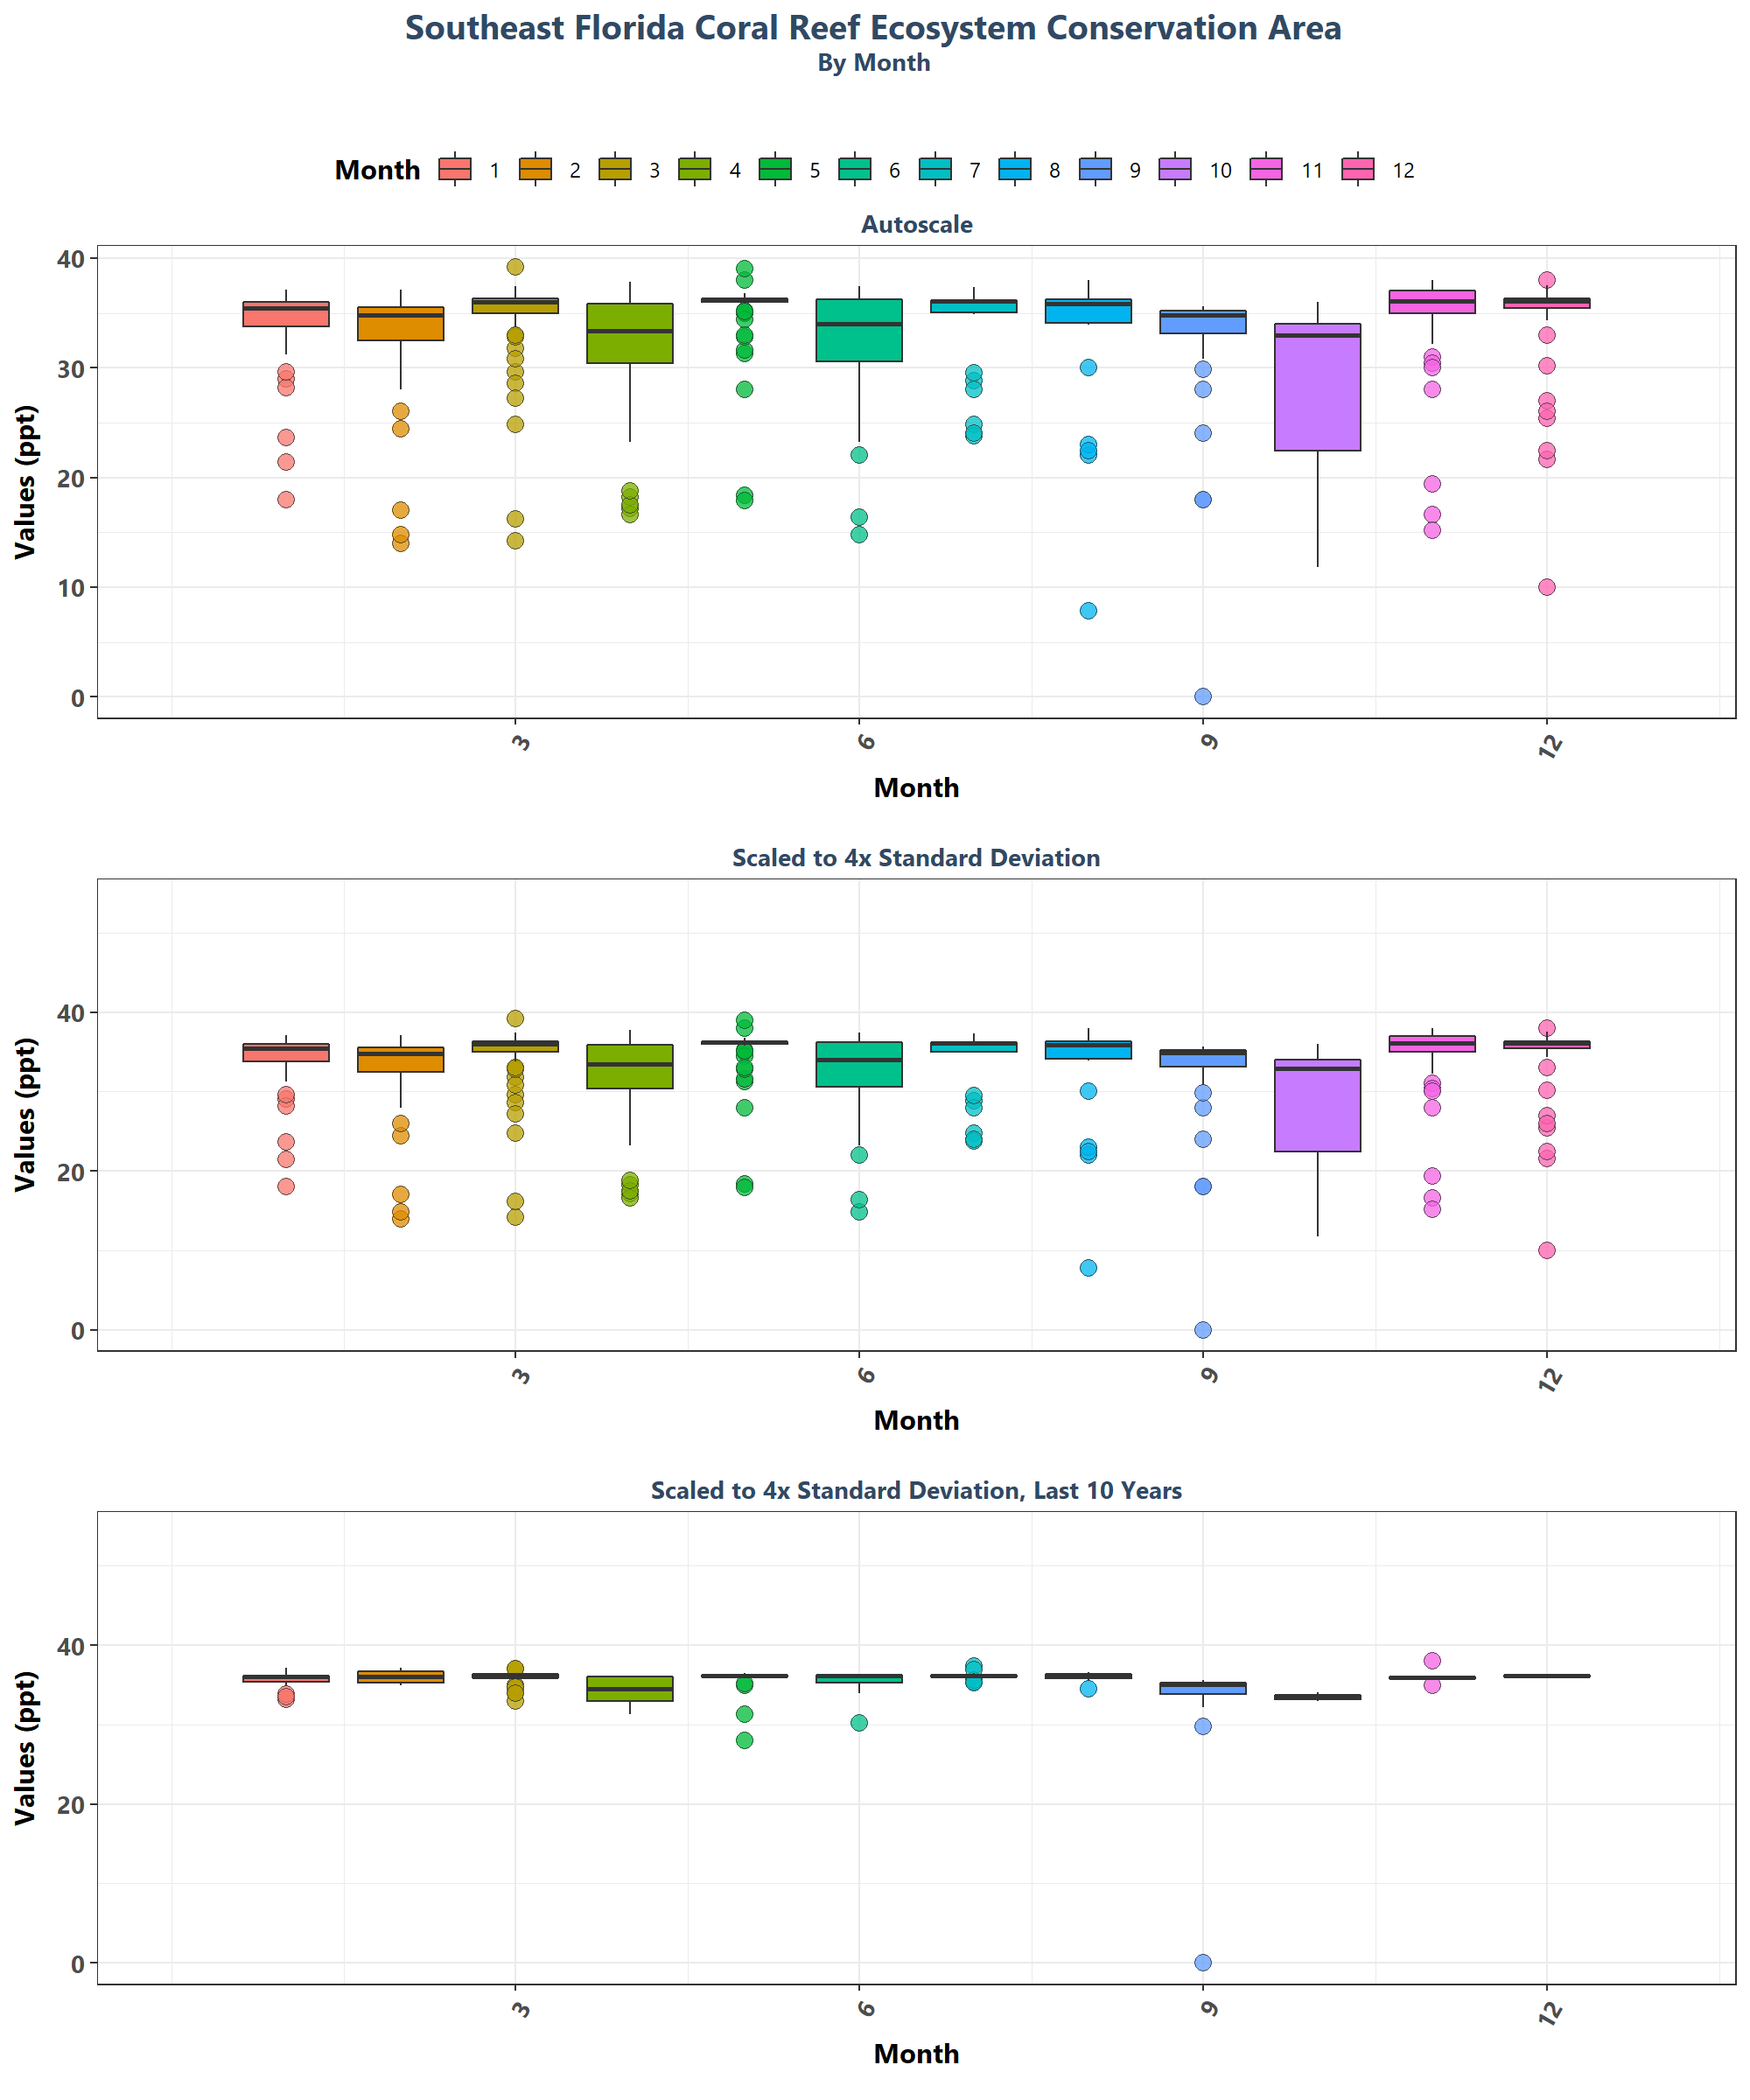 Southeast Florida Coral Reef Ecosystem Conservation Area
By Month
Month 1 2 3 4 5 6 7 8 9 10 11 12
Autoscale
Values (ppt)
40
30
20
10
0
3 6 9 12
Month
Scaled to 4x Standard Deviation
Values (ppt)
40
20
0
3 6 9 12
Month
Scaled to 4x Standard Deviation, Last 10 Years
Values (ppt)
40
20
0
3 6 9 12
Month